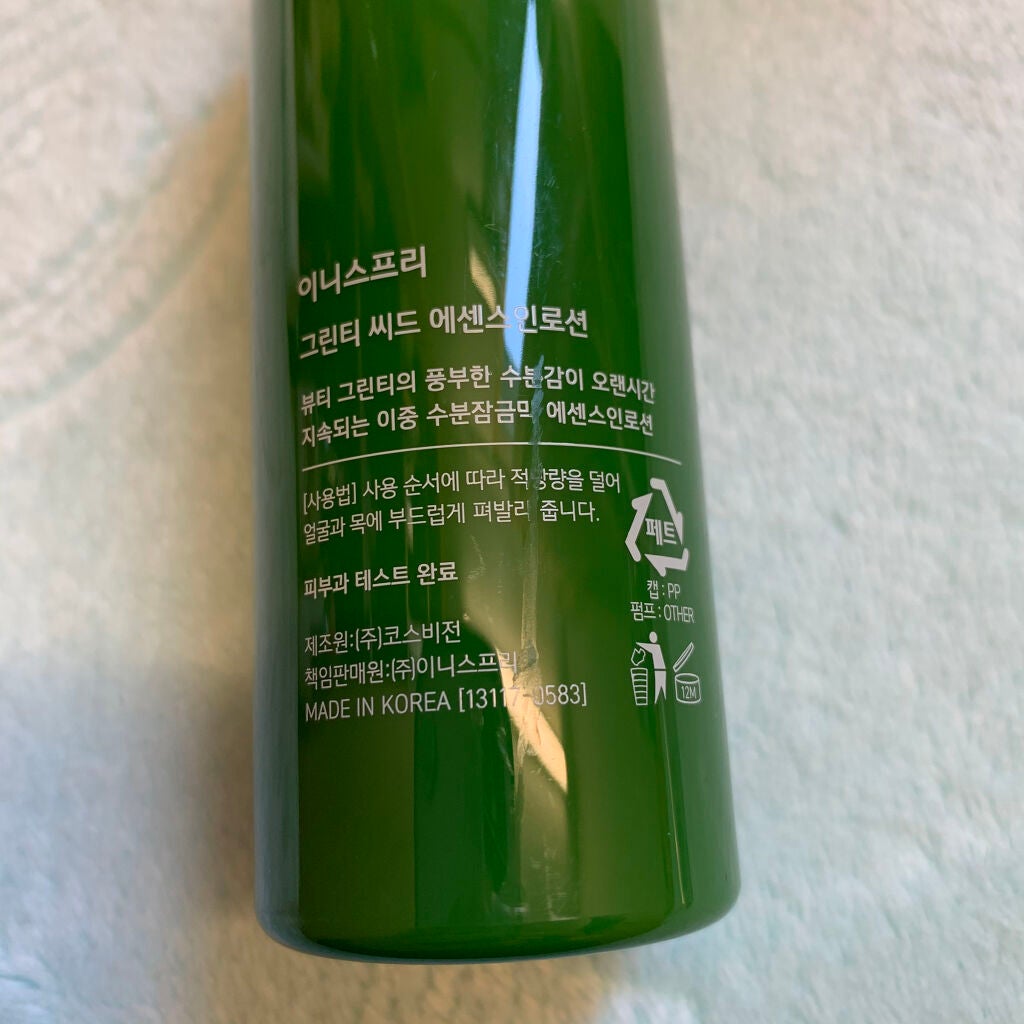 이니스프리
그린티 씨드 에센스인로션
뷰티 그린티의 풍부한 수분감이 오랜시간
지속되는 이중 수분잠금막 에센스인로션
[사용법] 사용 순서에 따라 적당량을 덜어
얼굴과 목에 부드럽게 펴발라 줍니다.
페트
캡 : PP
펌프 : OTHER
피부과 테스트 완료
제조원:(주)코스비전
책임판매원:(주)이니스프리
MADE IN KOREA
12M